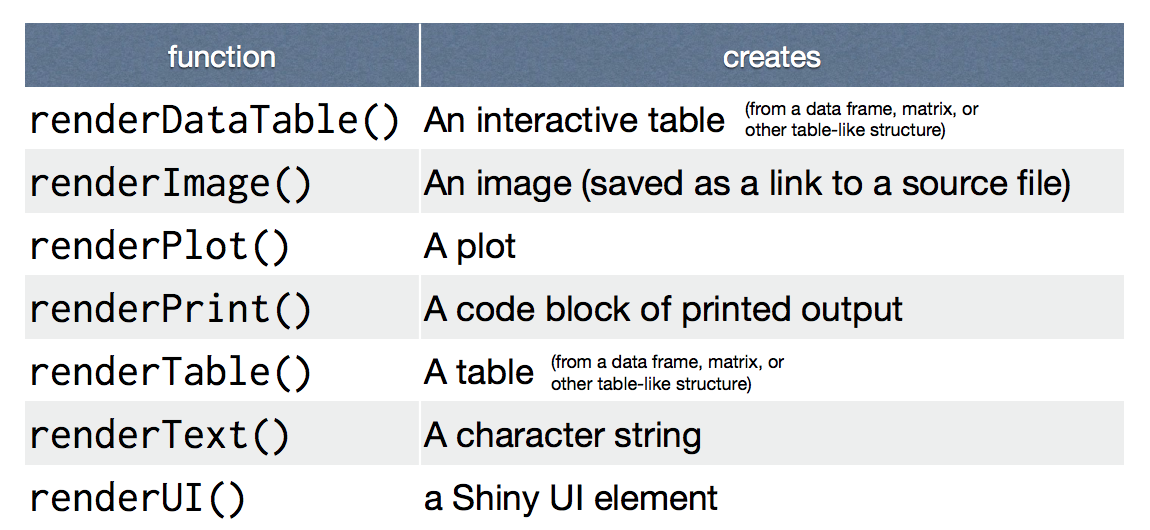 function creates
renderDataTable() An interactive table (from a data frame, matrix, or
other table-like structure)
renderImage() An image (saved as a link to a source file)
renderPlot() A plot
renderPrint() A code block of printed output
renderTable() A table (from a data frame, matrix, or
other table-like structure)
renderText() A character string
renderUI() a Shiny UI element